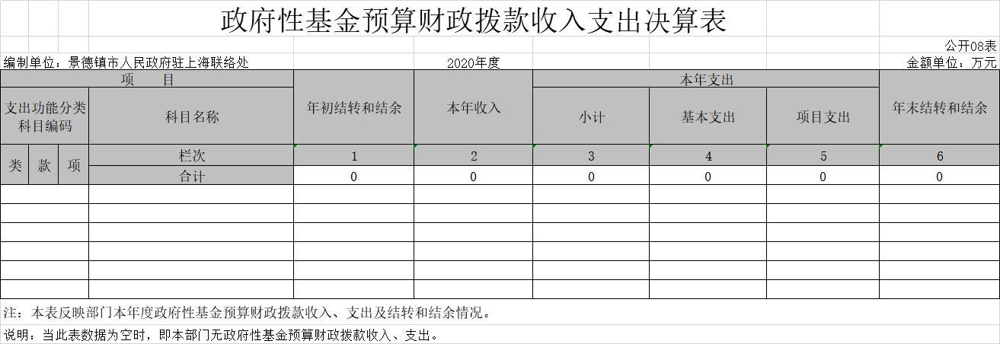 政府性基金预算财政拨款收入支出决算表
公开08表
编制单位：景德镇市人民政府驻上海联络处 2020年度 金额单位：万元
项 目 年初结转和结余 本年收入 本年支出 年末结转和结余
支出功能分类科目编码 科目名称 小计 基本支出 项目支出
类 款 项 栏次 1 2 3 4 5 6
合计 0 0 0 0 0 0
注：本表反映部门本年度政府性基金预算财政拨款收入、支出及结转和结余情况。
说明：当此表数据为空时，即本部门无政府性基金预算财政拨款收入、支出。